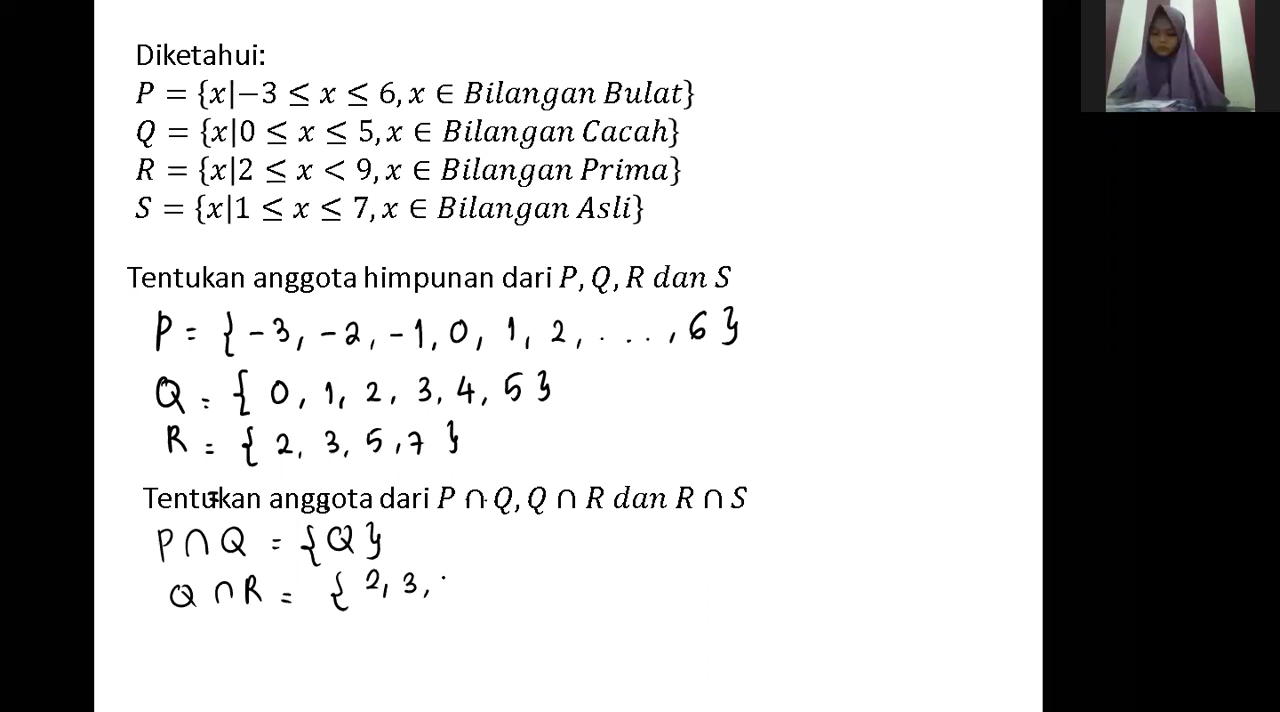 Diketahui:
P = {x|−3 ≤ x ≤ 6, x ∈ Bilangan Bulat}
Q = {x|0 ≤ x ≤ 5, x ∈ Bilangan Cacah}
R = {x|2 ≤ x < 9, x ∈ Bilangan Prima}
S = {x|1 ≤ x ≤ 7, x ∈ Bilangan Asli}
Tentukan anggota himpunan dari P, Q, R dan S
P = { -3, -2, -1, 0, 1, 2, ..., 6 }
Q = { 0, 1, 2, 3, 4, 5 }
R = { 2, 3, 5, 7 }
Tentukan anggota dari P ∩ Q, Q ∩ R dan R ∩ S
P ∩ Q = {Q}
Q ∩ R = { 2, 3,